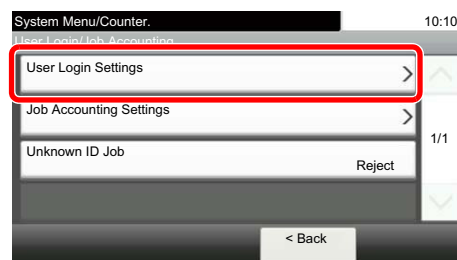 System Menu/Counter. 10:10
User Login/Job Accounting
User Login Settings
Job Accounting Settings
1/1
Unknown ID Job
Reject
< Back